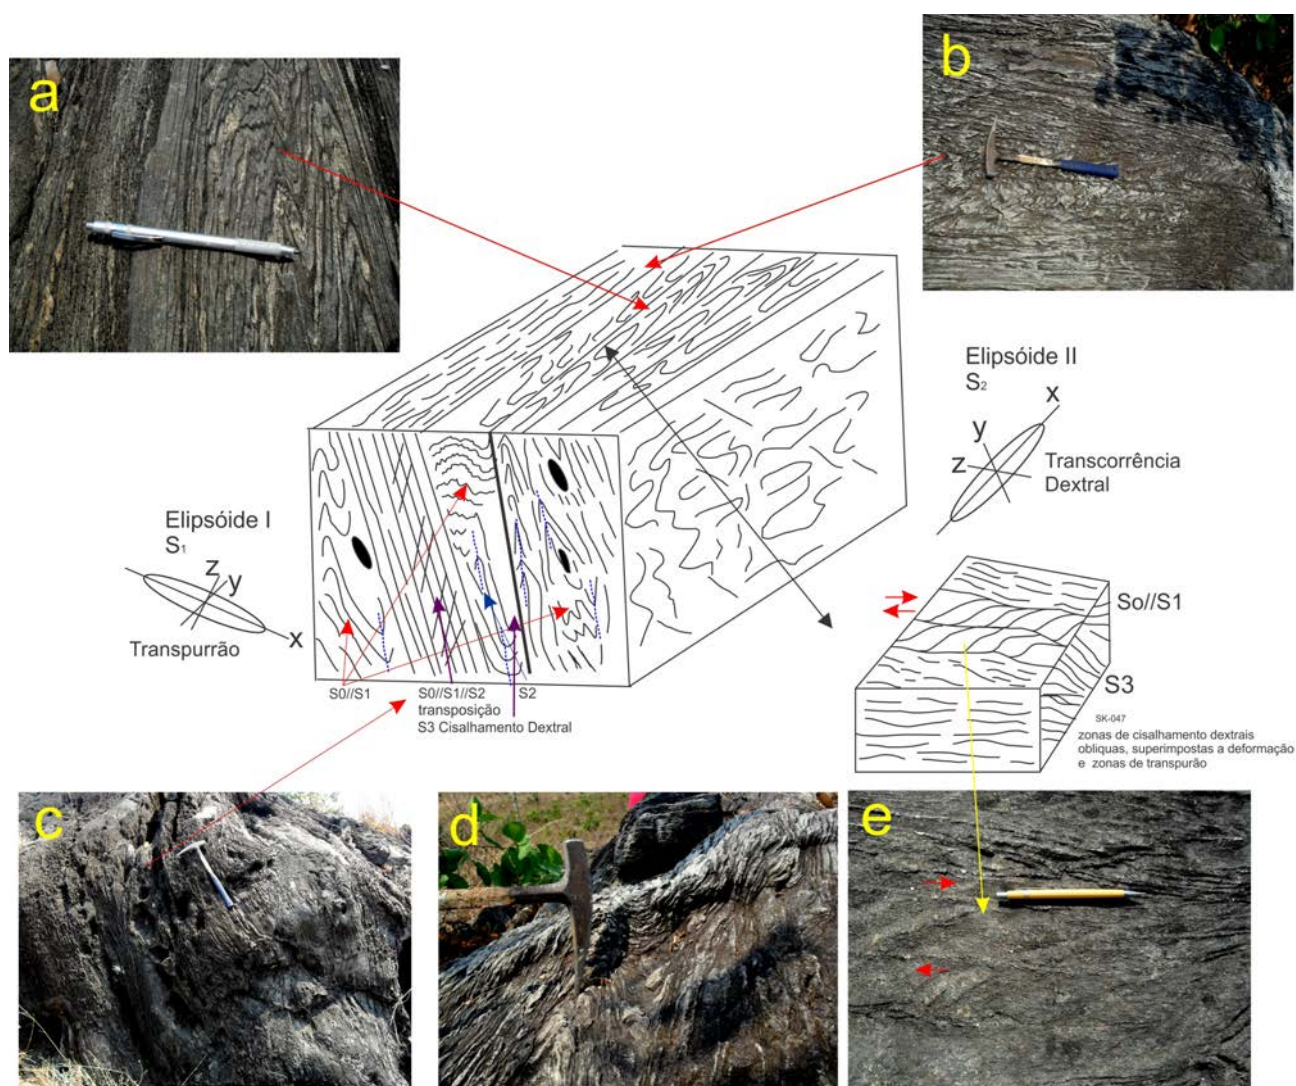 a
b
Elipsóide II
S2
x
y
z
Transcorrência
Dextral
Elipsóide I
S1
z
y
x
Transpurrão
So//S1
S3
SK-047
zonas de cisalhamento dextrais
obliquas, superimpostas a deformação
e zonas de transpurão
S0//S1
S0//S1//S2
S2
transposição
S3 Cisalhamento Dextral
c
d
e